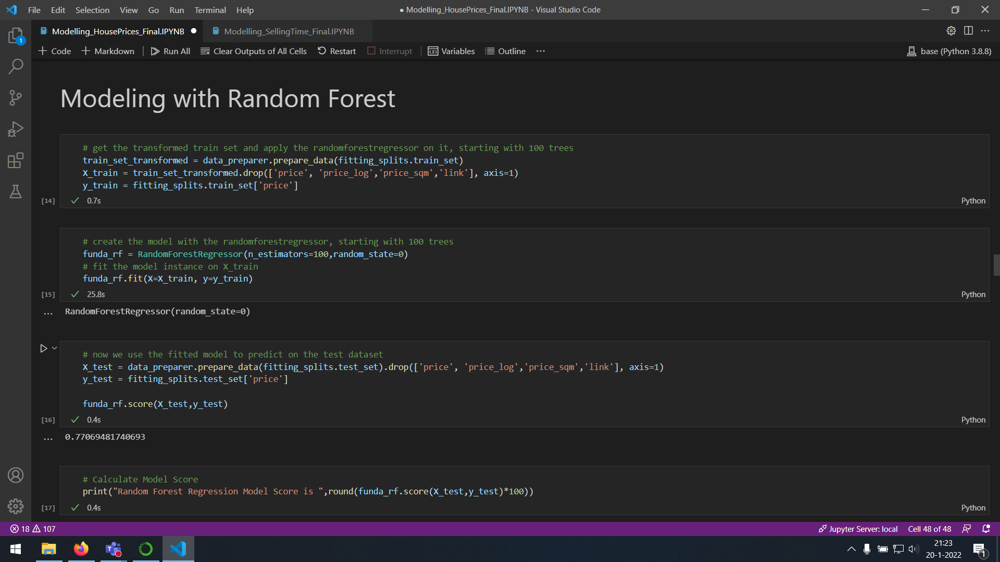 File Edit Selection View Go Run Terminal Help
● Modelling_HousePrices_Final.IPYNB - Visual Studio Code
Modelling_HousePrices_Final.IPYNB ●
Modelling_SellingTime_Final.IPYNB
1
+ Code + Markdown Run All Clear Outputs of All Cells Restart Interrupt Variables Outline ···
base (Python 3.8.8)
Modeling with Random Forest
# get the transformed train set and apply the randomforestregressor on it, starting with 100 trees
train_set_transformed = data_preparer.prepare_data(fitting_splits.train_set)
X_train = train_set_transformed.drop(['price', 'price_log','price_sqm','link'], axis=1)
y_train = fitting_splits.train_set['price']
[14] ✓ 0.7s Python
# create the model with the randomforestregressor, starting with 100 trees
funda_rf = RandomForestRegressor(n_estimators=100,random_state=0)
# fit the model instance on X_train
funda_rf.fit(X=X_train, y=y_train)
[15] ✓ 25.8s Python
... RandomForestRegressor(random_state=0)
# now we use the fitted model to predict on the test dataset
X_test = data_preparer.prepare_data(fitting_splits.test_set).drop(['price', 'price_log','price_sqm','link'], axis=1)
y_test = fitting_splits.test_set['price']
funda_rf.score(X_test,y_test)
[16] ✓ 0.4s Python
... 0.77069481740693
# Calculate Model Score
print("Random Forest Regression Model Score is ",round(funda_rf.score(X_test,y_test)*100))
[17] ✓ 0.4s Python
18 107
Jupyter Server: local Cell 48 of 48
21:23
20-1-2022
1